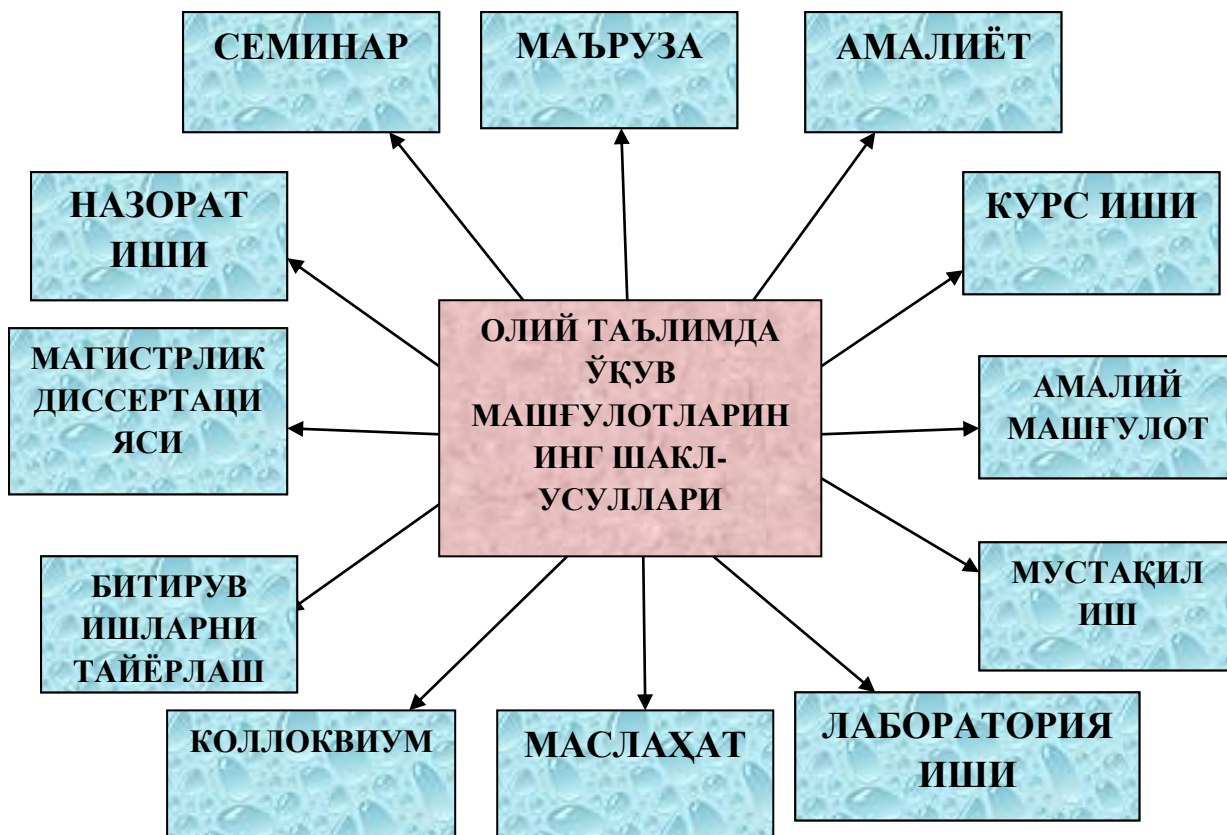 СЕМИНАР
МАЪРУЗА
АМАЛИЁТ
НАЗОРАТ
ИШИ
КУРС ИШИ
ОЛИЙ ТАЪЛИМДА
ЎҚУВ
МАШҒУЛОТЛАРИН
ИНГ ШАКЛ-
УСУЛЛАРИ
МАГИСТРЛИК
ДИССЕРТАЦИ
ЯСИ
АМАЛИЙ
МАШҒУЛОТ
БИТИРУВ
ИШЛАРНИ
ТАЙЁРЛАШ
МУСТАҚИЛ
ИШ
КОЛЛОКВИУМ
МАСЛАҲАТ
ЛАБОРАТОРИЯ
ИШИ